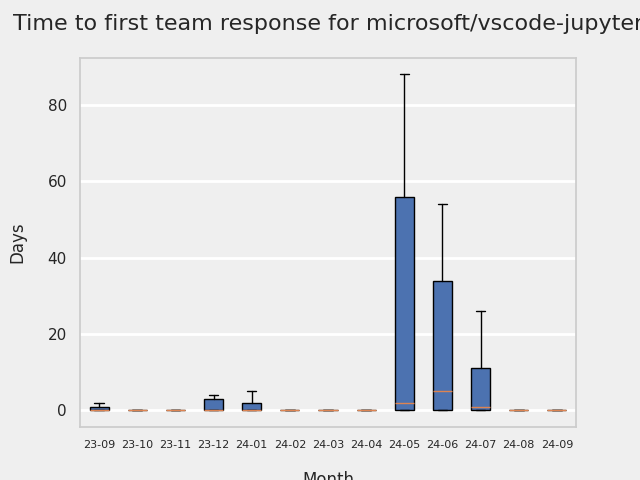 Time to first team response for microsoft/vscode-jupyter
80
60
40
20
0
Days
23-09 23-10 23-11 23-12 24-01 24-02 24-03 24-04 24-05 24-06 24-07 24-08 24-09
Month